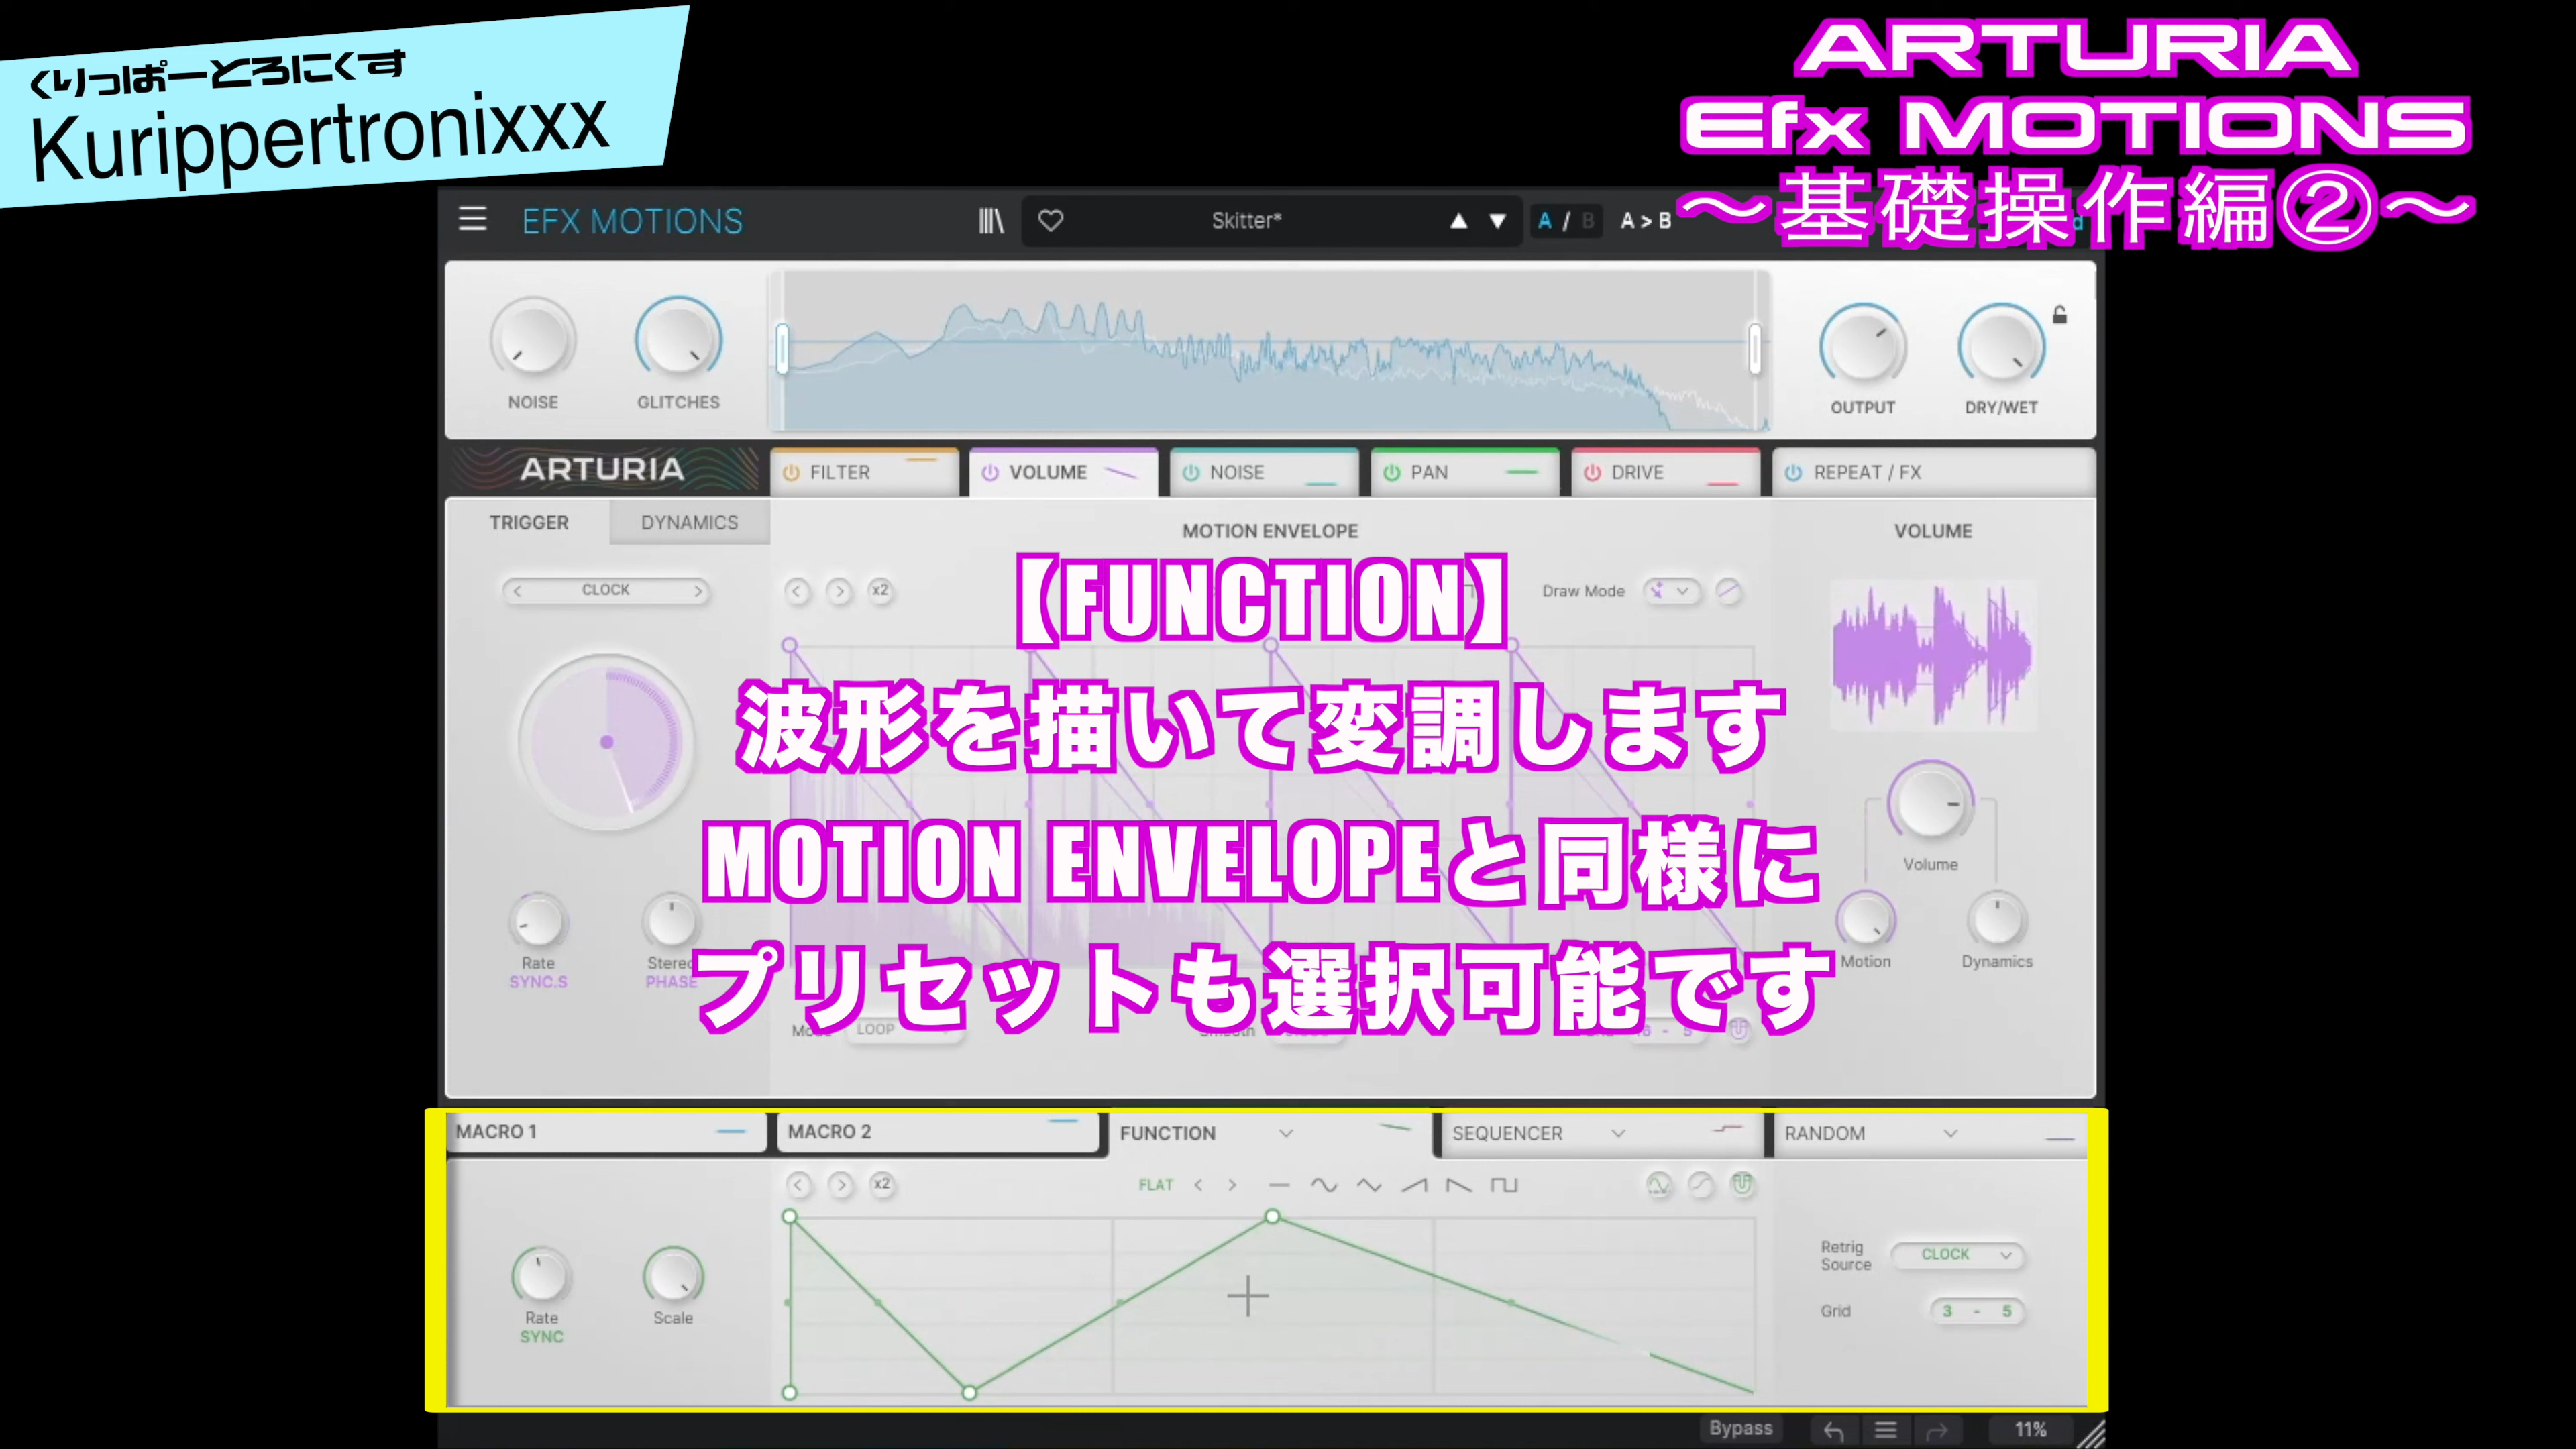 くりっぱーとろにくす
Kurippertronixxx
ARTURIA
Efx MOTIONS
～基礎操作編②～
EFX MOTIONS
Skitter*
A / B
A > B
NOISE
GLITCHES
OUTPUT
DRY/WET
ARTURIA
FILTER
VOLUME
NOISE
PAN
DRIVE
REPEAT / FX
TRIGGER
DYNAMICS
MOTION ENVELOPE
VOLUME
CLOCK
x2
Draw Mode
【FUNCTION】
波形を描いて変調します
MOTION ENVELOPEと同様に
プリセットも選択可能です
Volume
Rate
SYNC.S
Stereo
PHASE
Motion
Dynamics
LOOP
Smooth
MACRO 1
MACRO 2
FUNCTION
SEQUENCER
RANDOM
x2
FLAT
Rate
SYNC
Scale
Retrig
Source
CLOCK
Grid
3 - 5
Bypass
11%